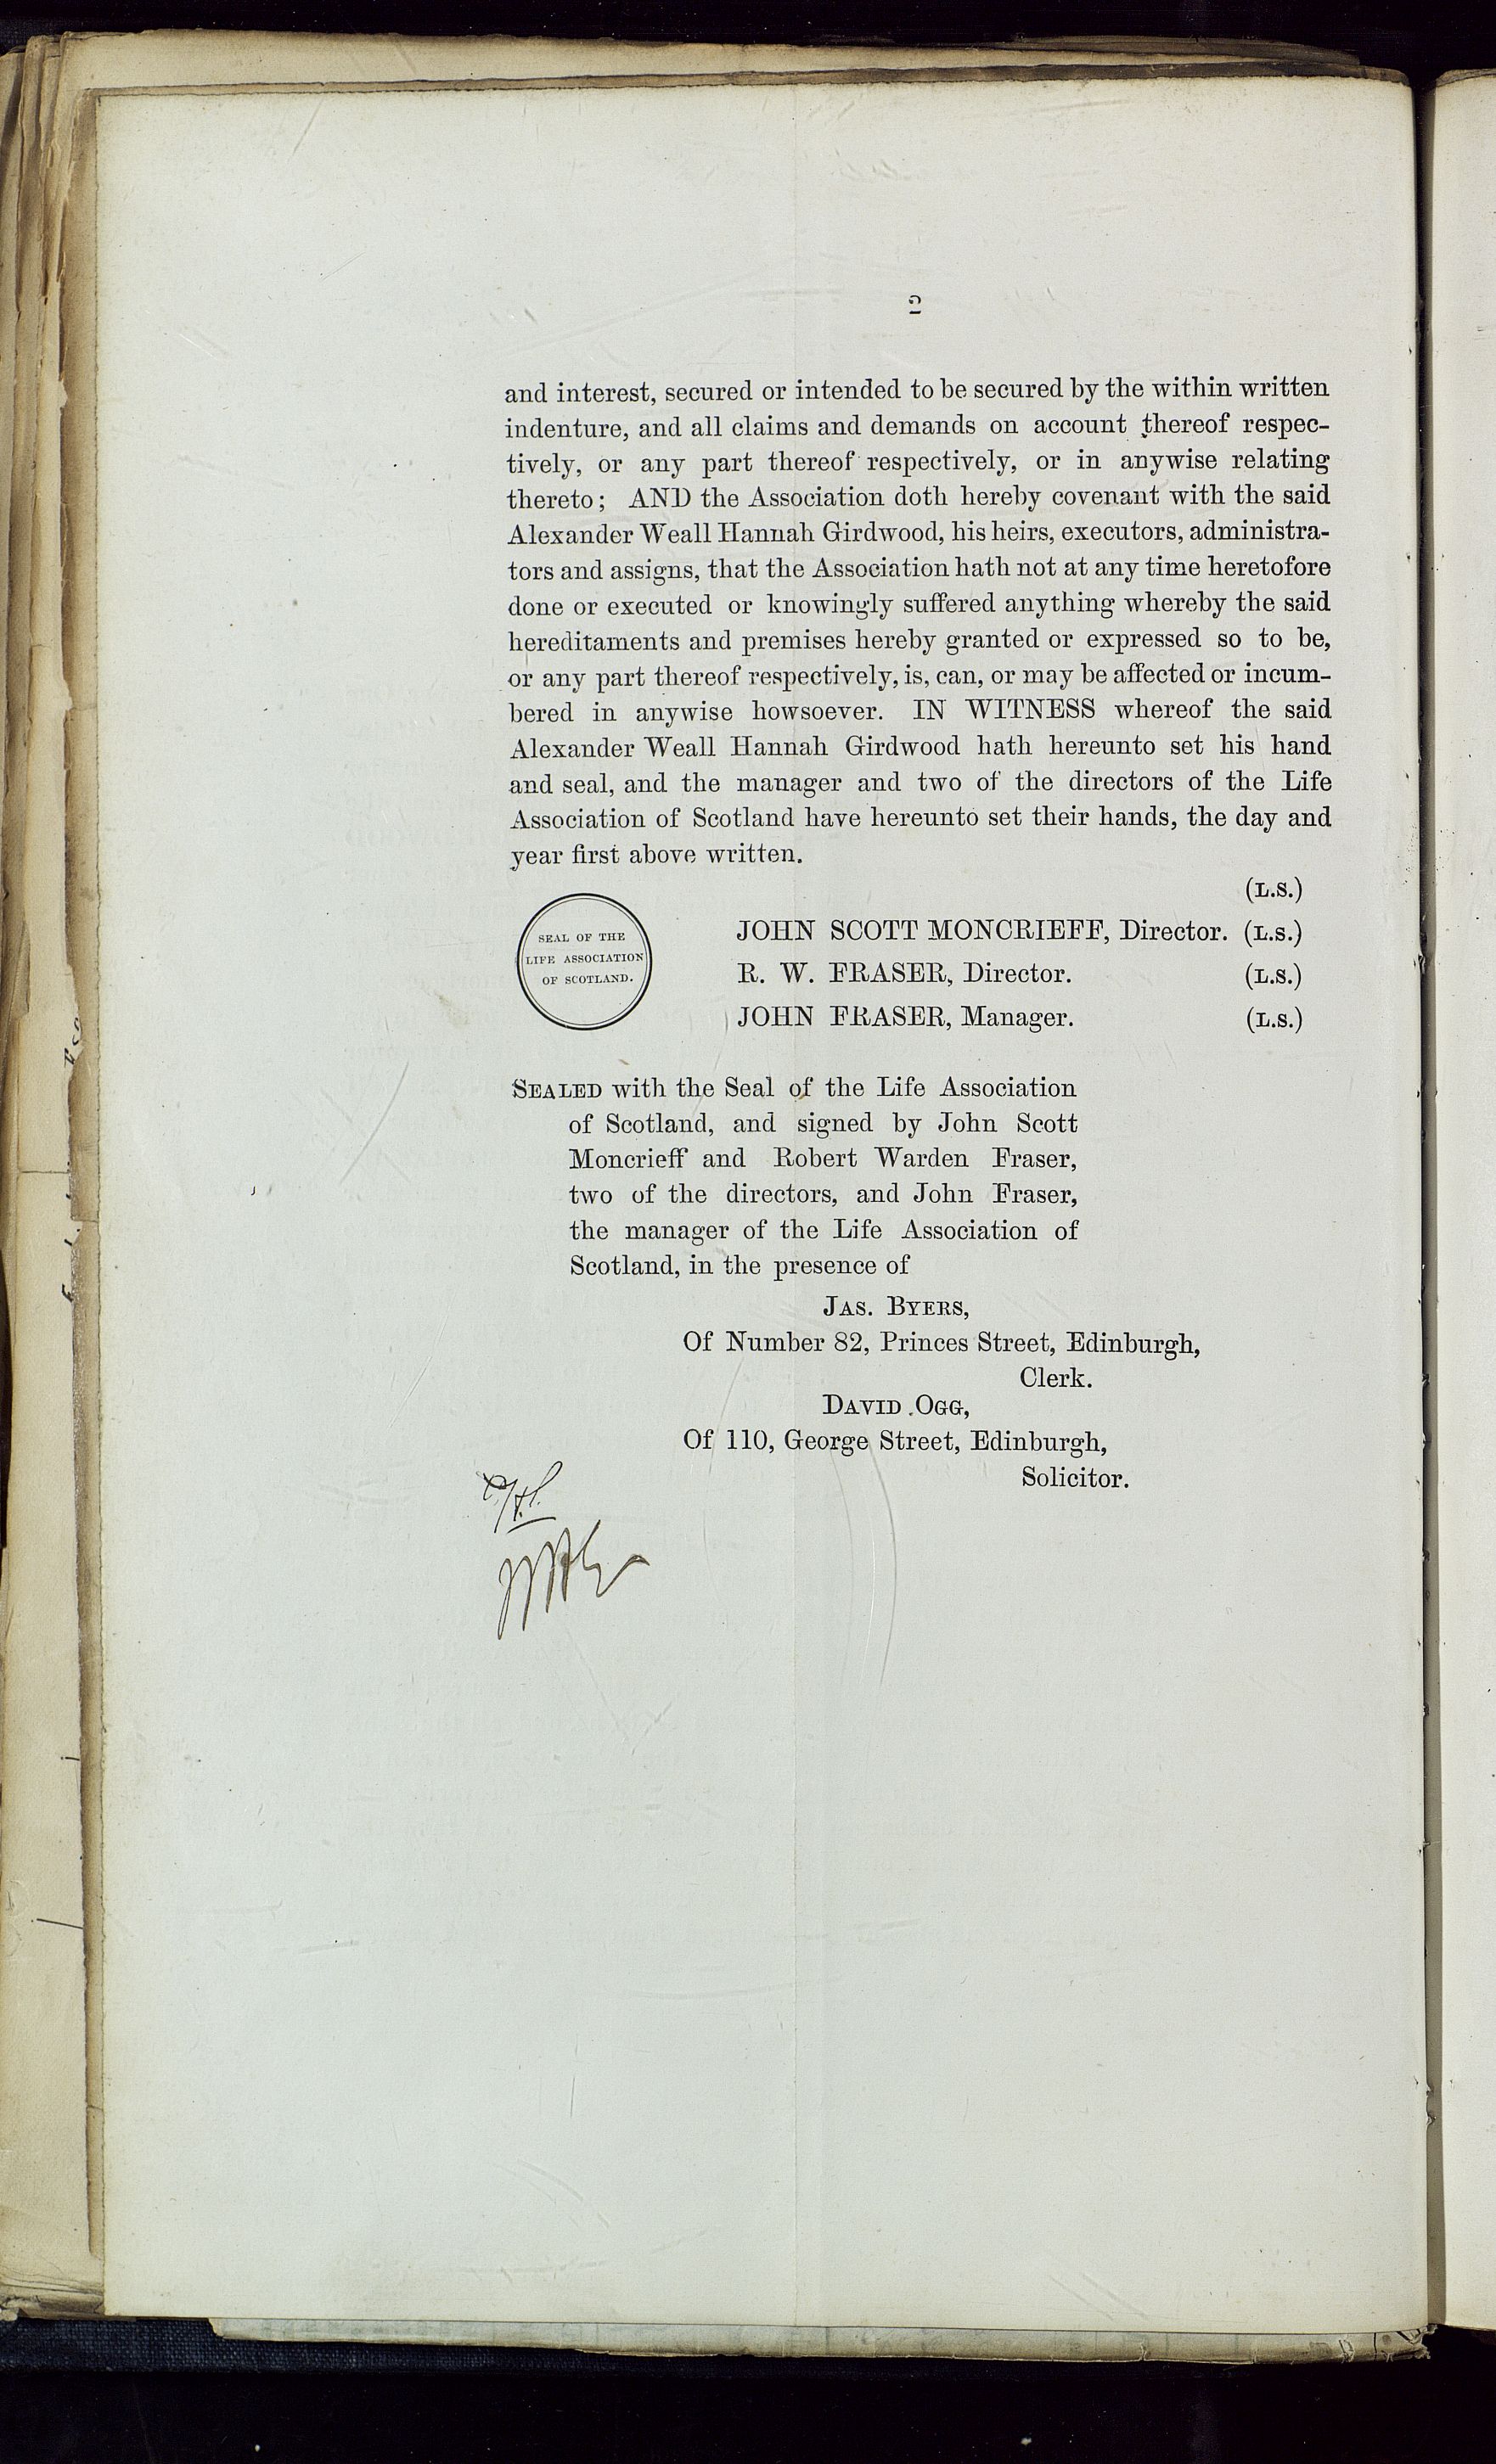 2
and interest, secured or intended to be secured by the within written
indenture, and all claims and demands on account thereof respec-
tively, or any part thereof respectively, or in anywise relating
thereto; AND the Association doth hereby covenant with the said
Alexander Weall Hannah Girdwood, his heirs, executors, administra-
tors and assigns, that the Association hath not at any time heretofore
done or executed or knowingly suffered anything whereby the said
hereditaments and premises hereby granted or expressed so to be,
or any part thereof respectively, is, can, or may be affected or incum-
bered in anywise howsoever. IN WITNESS whereof the said
Alexander Weall Hannah Girdwood hath hereunto set his hand
and seal, and the manager and two of the directors of the Life
Association of Scotland have hereunto set their hands, the day and
year first above written.
(L.S.)
SEAL OF THE
LIFE ASSOCIATION
OF SCOTLAND.
JOHN SCOTT MONCRIEFF, Director. (L.S.)
R. W. FRASER, Director. (L.S.)
JOHN FRASER, Manager. (L.S.)
SEALED with the Seal of the Life Association
of Scotland, and signed by John Scott
Moncrieff and Robert Warden Fraser,
two of the directors, and John Fraser,
the manager of the Life Association of
Scotland, in the presence of
JAS. BYERS,
Of Number 82, Princes Street, Edinburgh,
Clerk.
DAVID OGG,
Of 110, George Street, Edinburgh,
Solicitor.